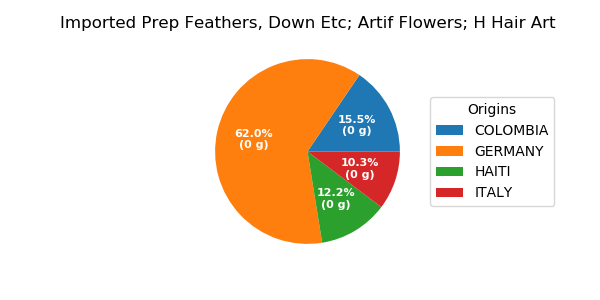 Imported Prep Feathers, Down Etc; Artif Flowers; H Hair Art
15.5%
(0 g)
62.0%
(0 g)
12.2%
(0 g)
10.3%
(0 g)
Origins
COLOMBIA
GERMANY
HAITI
ITALY